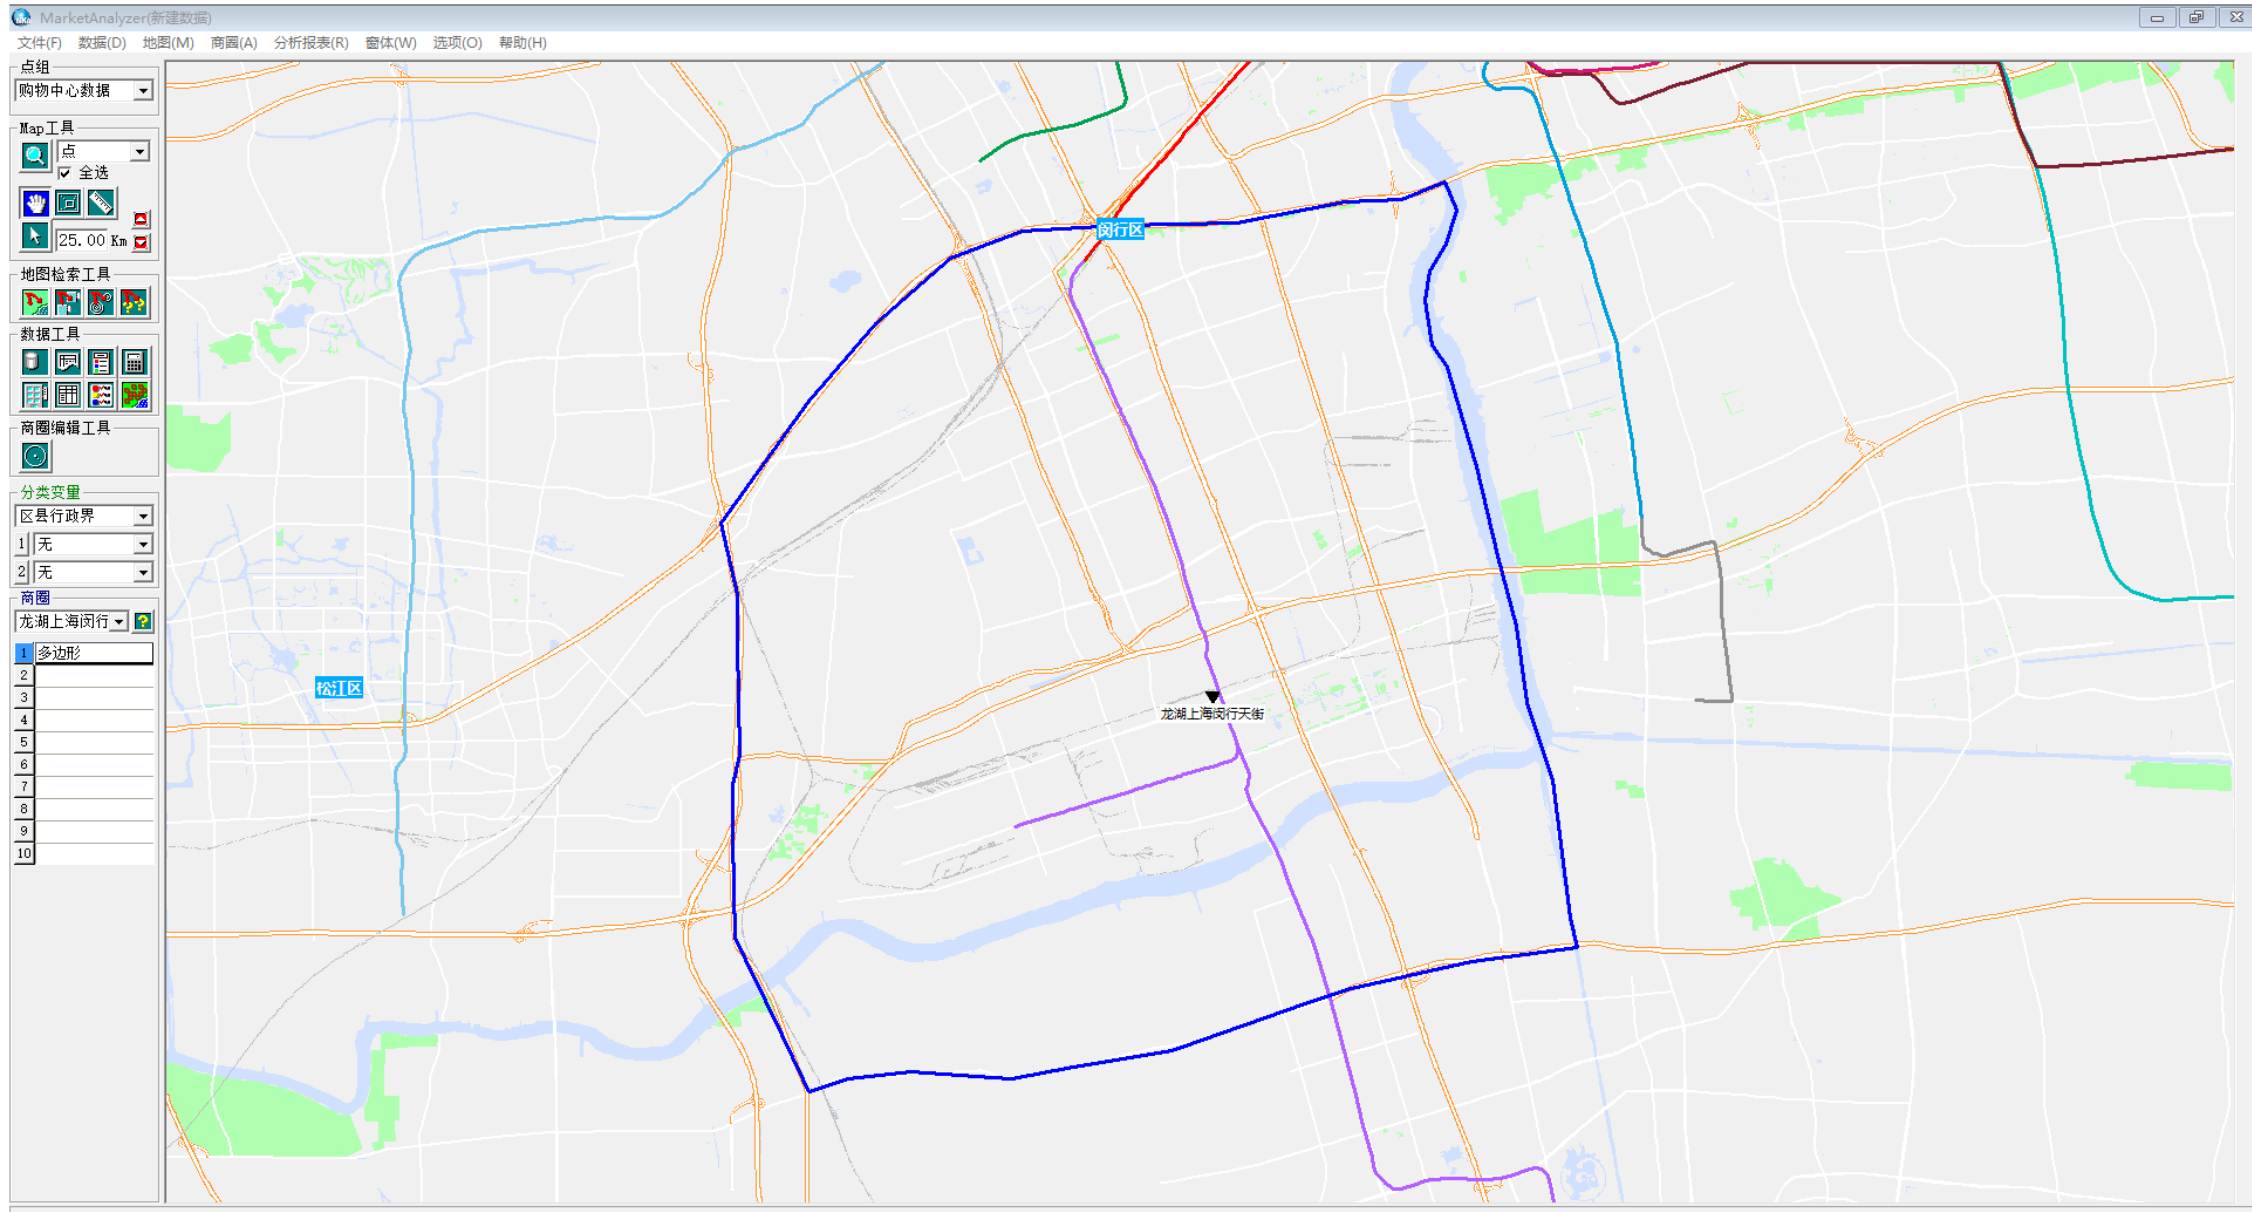 MarketAnalyzer(新建数据)
文件(F) 数据(D) 地图(M) 商圈(A) 分析报表(R) 窗体(W) 选项(O) 帮助(H)
点组
购物中心数据
Map工具
点
全选
25.00 Km
地图检索工具
数据工具
商圈编辑工具
分类变量
区县行政界
1 无
2 无
商圈
龙湖上海闵行
1 多边形
2
3
4
5
6
7
8
9
10
闵行区
松江区
龙湖上海闵行天街